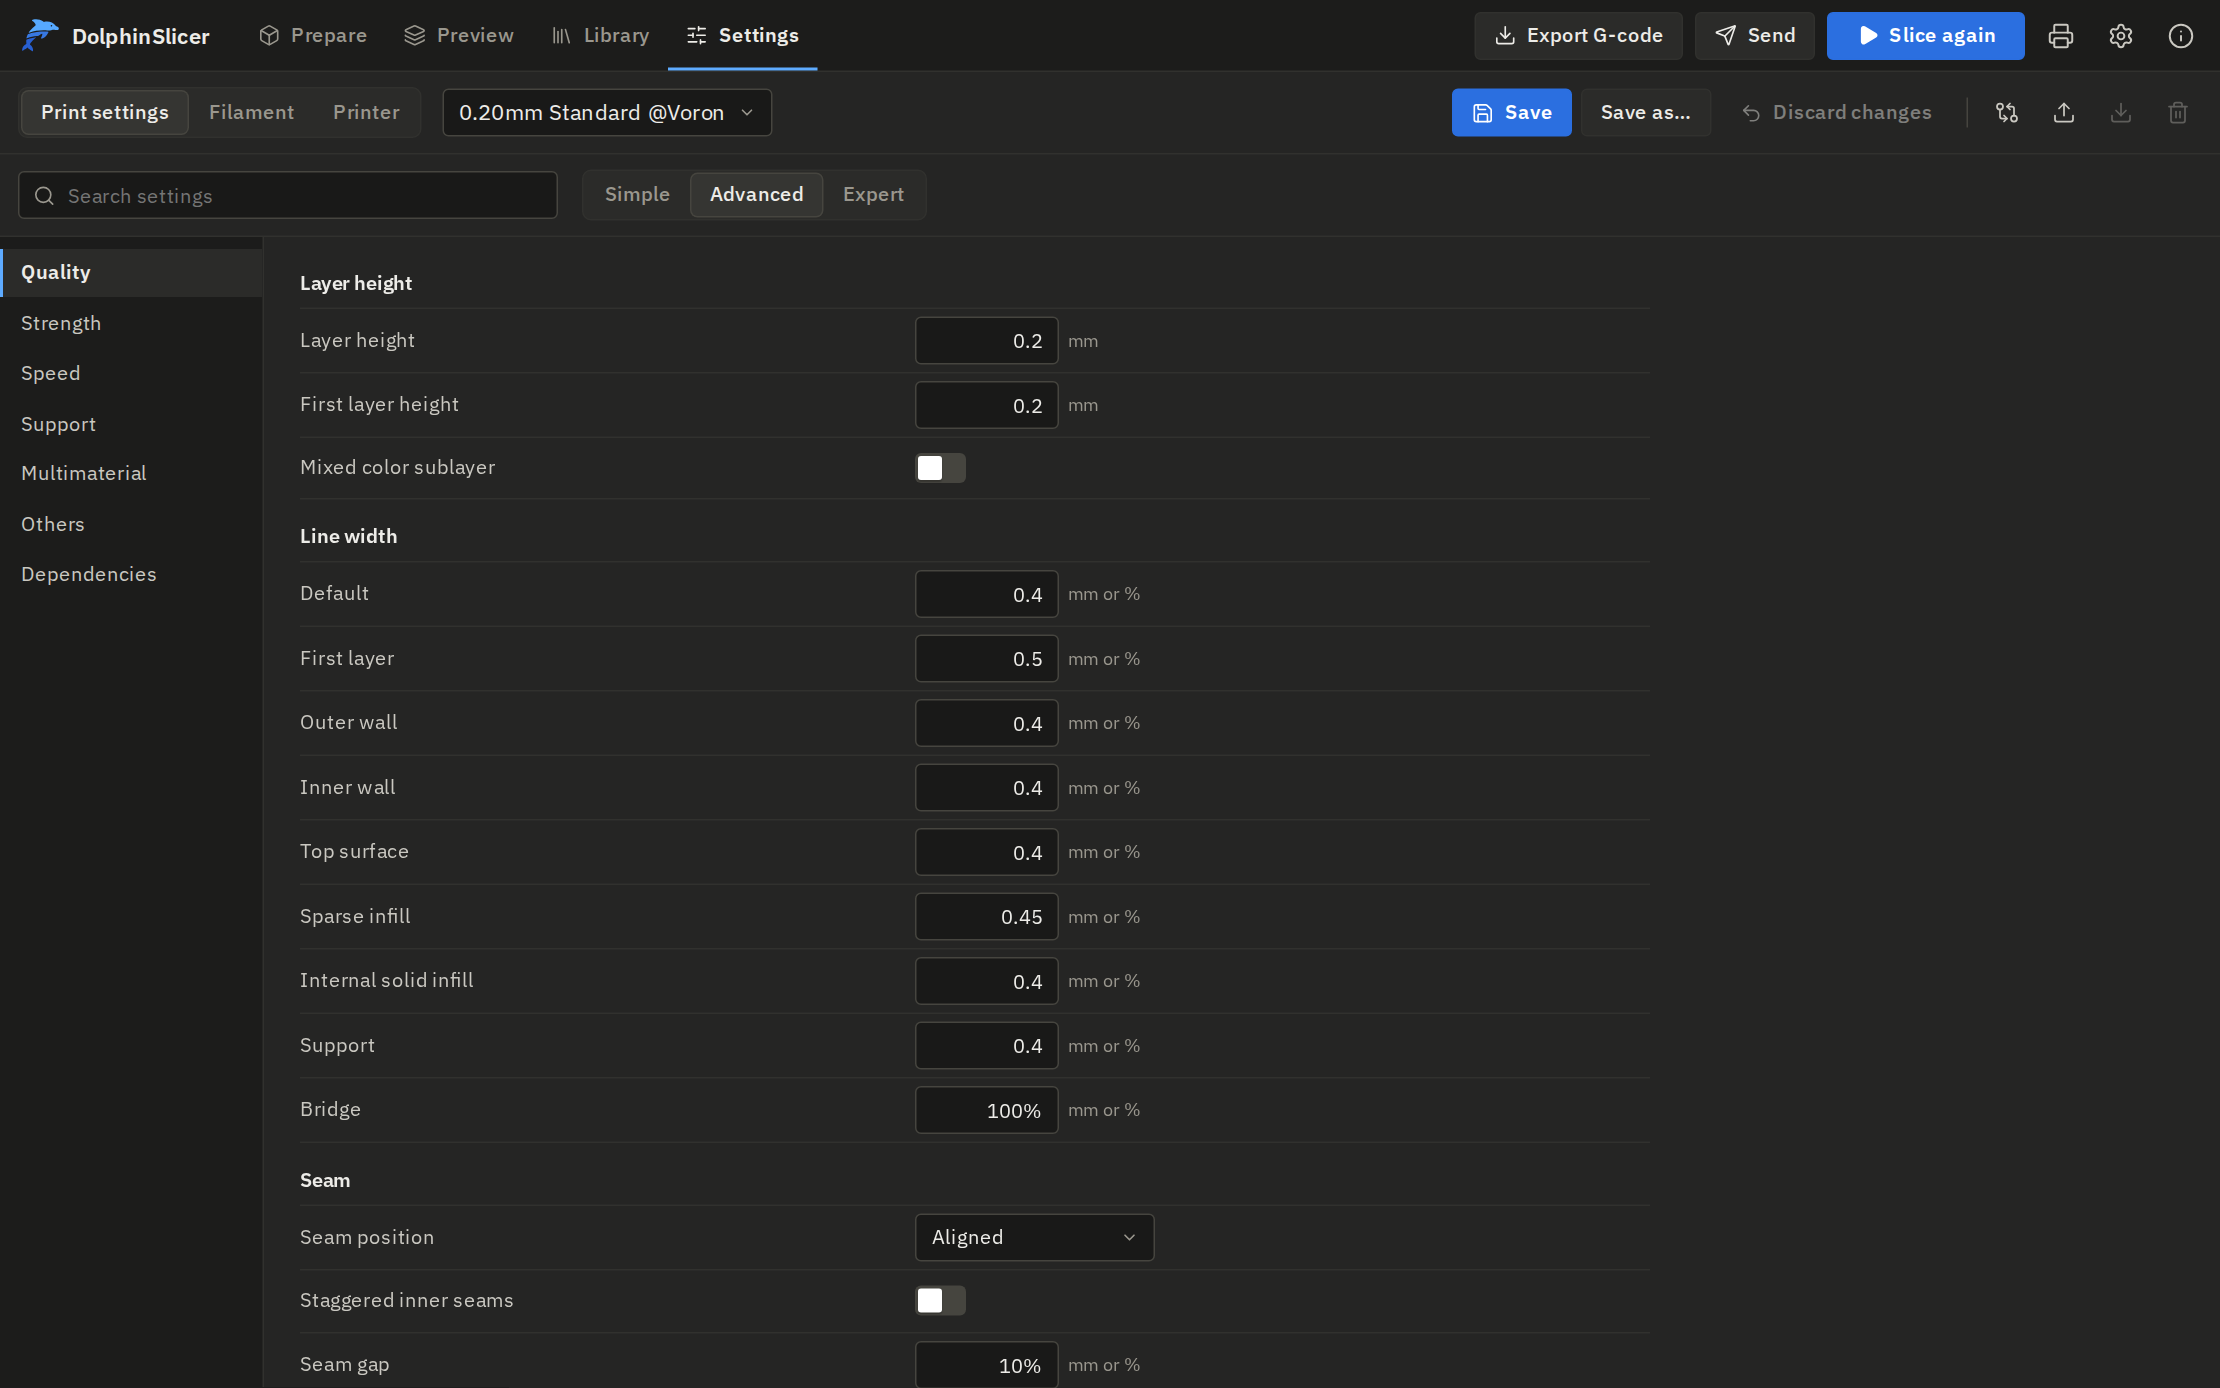 DolphinSlicer Prepare Preview Library Settings Export G-code Send Slice again
Print settings Filament Printer 0.20mm Standard @Voron Save Save as... Discard changes
Search settings Simple Advanced Expert
Quality
Strength
Speed
Support
Multimaterial
Others
Dependencies
Layer height
Layer height 0.2 mm
First layer height 0.2 mm
Mixed color sublayer
Line width
Default 0.4 mm or %
First layer 0.5 mm or %
Outer wall 0.4 mm or %
Inner wall 0.4 mm or %
Top surface 0.4 mm or %
Sparse infill 0.45 mm or %
Internal solid infill 0.4 mm or %
Support 0.4 mm or %
Bridge 100% mm or %
Seam
Seam position Aligned
Staggered inner seams
Seam gap 10% mm or %